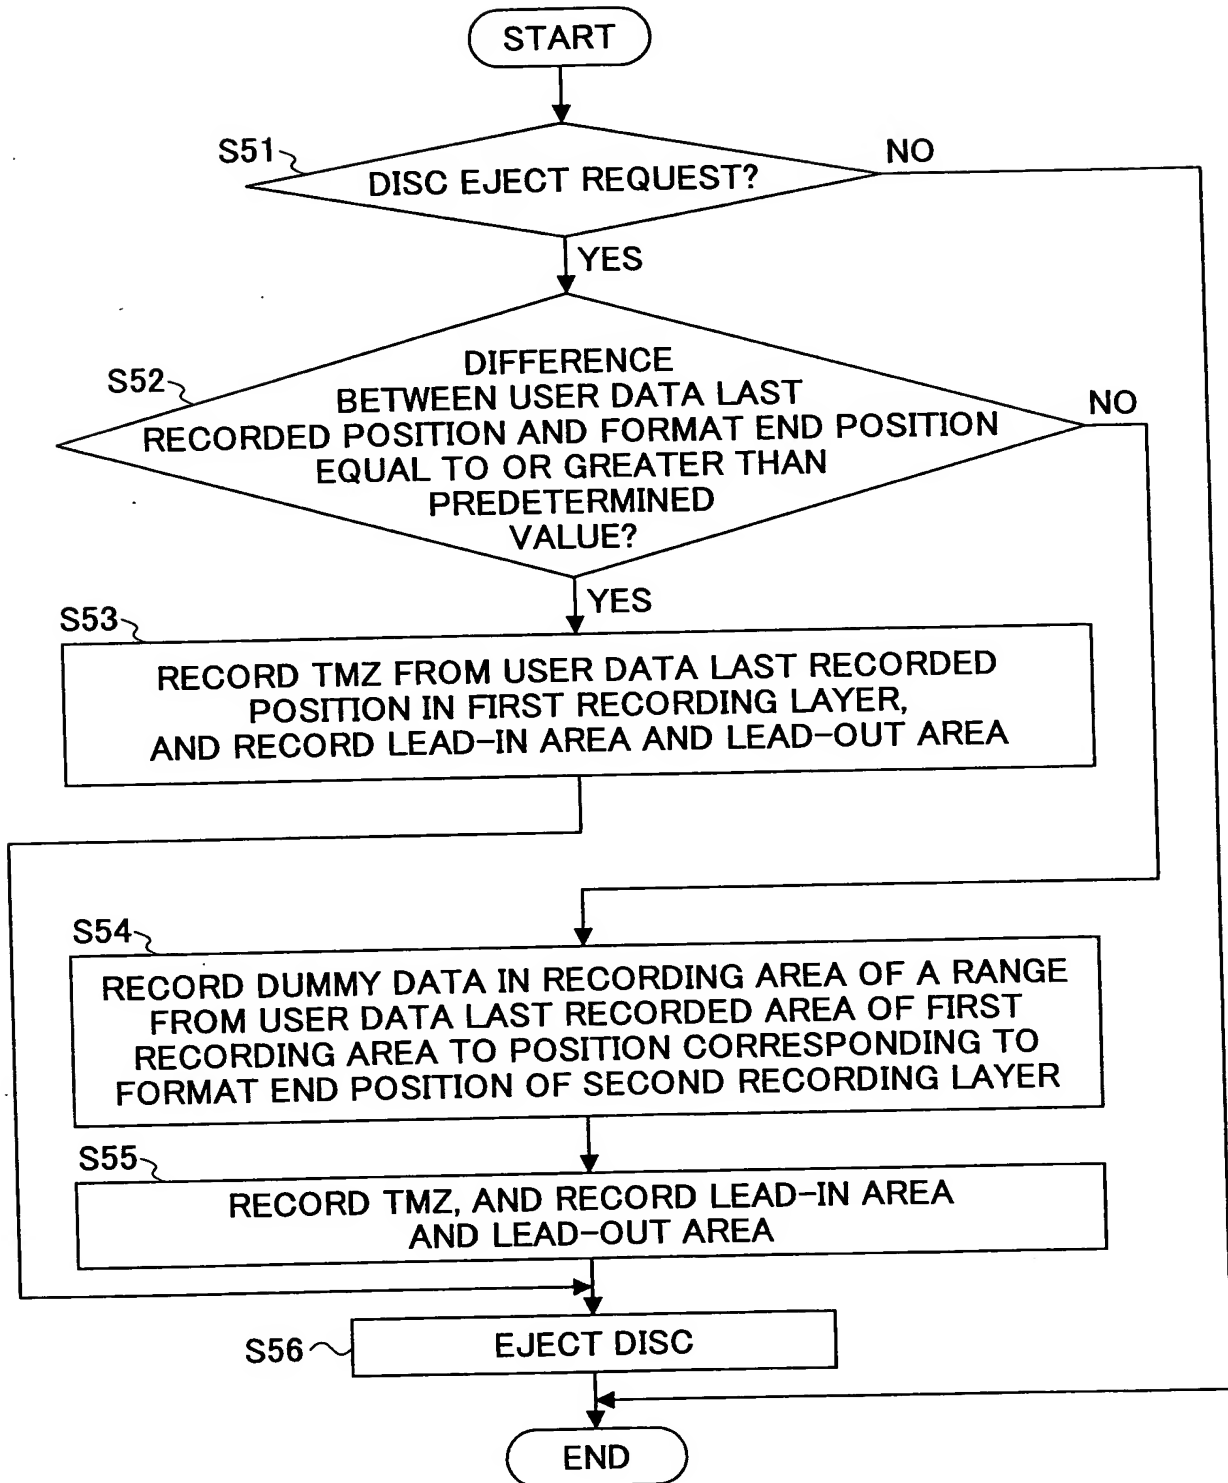 START
S51
DISC EJECT REQUEST?
NO
YES
S52
DIFFERENCE
BETWEEN USER DATA LAST
RECORDED POSITION AND FORMAT END POSITION
EQUAL TO OR GREATER THAN
PREDETERMINED
VALUE?
NO
YES
S53
RECORD TMZ FROM USER DATA LAST RECORDED
POSITION IN FIRST RECORDING LAYER,
AND RECORD LEAD-IN AREA AND LEAD-OUT AREA
S54
RECORD DUMMY DATA IN RECORDING AREA OF A RANGE
FROM USER DATA LAST RECORDED AREA OF FIRST
RECORDING AREA TO POSITION CORRESPONDING TO
FORMAT END POSITION OF SECOND RECORDING LAYER
S55
RECORD TMZ, AND RECORD LEAD-IN AREA
AND LEAD-OUT AREA
S56
EJECT DISC
END